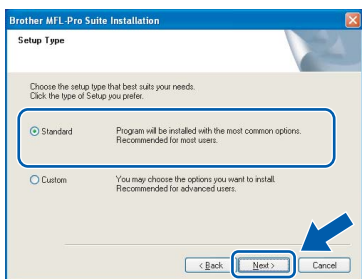 Brother MFL-Pro Suite Installation
Setup Type
Choose the setup type that best suits your needs.
Click the type of Setup you prefer.
Standard
Program will be installed with the most common options.
Recommended for most users.
Custom
You may choose the options you want to install.
Recommended for advanced users.
< Back
Next >
Cancel